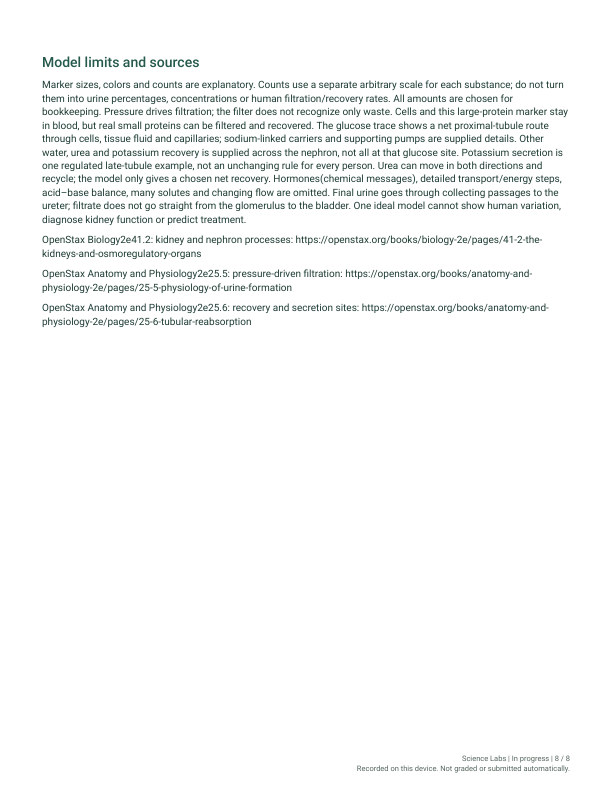 Model limits and sources
Marker sizes, colors and counts are explanatory. Counts use a separate arbitrary scale for each substance; do not turn
them into urine percentages, concentrations or human filtration/recovery rates. All amounts are chosen for
bookkeeping. Pressure drives filtration; the filter does not recognize only waste. Cells and this large-protein marker stay
in blood, but real small proteins can be filtered and recovered. The glucose trace shows a net proximal-tubule route
through cells, tissue fluid and capillaries; sodium-linked carriers and supporting pumps are supplied details. Other
water, urea and potassium recovery is supplied across the nephron, not all at that glucose site. Potassium secretion is
one regulated late-tubule example, not an unchanging rule for every person. Urea can move in both directions and
recycle; the model only gives a chosen net recovery. Hormones(chemical messages), detailed transport/energy steps,
acid–base balance, many solutes and changing flow are omitted. Final urine goes through collecting passages to the
ureter; filtrate does not go straight from the glomerulus to the bladder. One ideal model cannot show human variation,
diagnose kidney function or predict treatment.
OpenStax Biology2e41.2: kidney and nephron processes: https://openstax.org/books/biology-2e/pages/41-2-the-
kidneys-and-osmoregulatory-organs
OpenStax Anatomy and Physiology2e25.5: pressure-driven filtration: https://openstax.org/books/anatomy-and-
physiology-2e/pages/25-5-physiology-of-urine-formation
OpenStax Anatomy and Physiology2e25.6: recovery and secretion sites: https://openstax.org/books/anatomy-and-
physiology-2e/pages/25-6-tubular-reabsorption
Science Labs | In progress | 8 / 8
Recorded on this device. Not graded or submitted automatically.